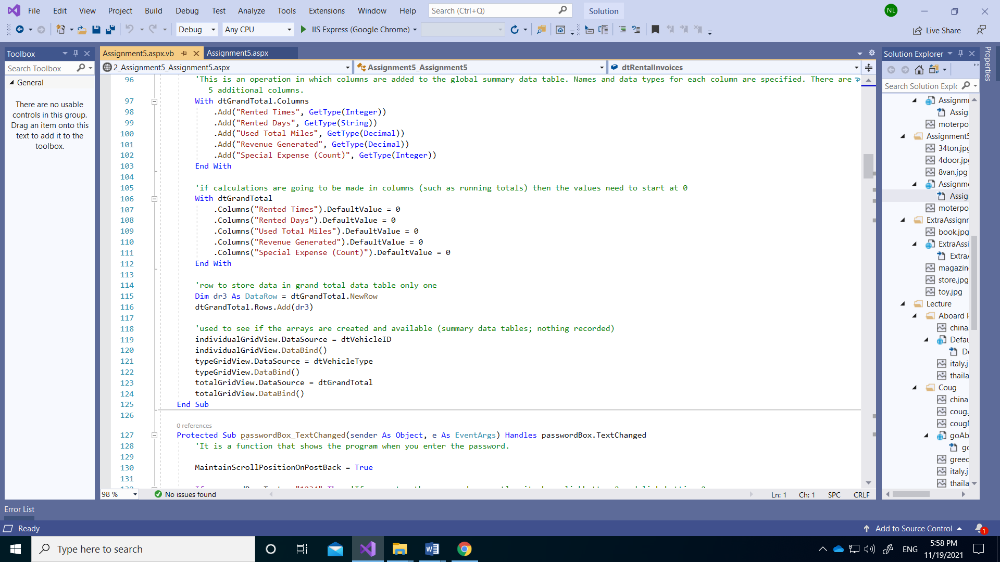 File Edit View Project Build Debug Test Analyze Tools Extensions Window Help Search (Ctrl+Q) Solution NL
Debug Any CPU IIS Express (Google Chrome) Live Share
Toolbox
Search Toolbox
General
There are no usable
controls in this group.
Drag an item onto this
text to add it to the
toolbox.
Assignment5.aspx.vb Assignment5.aspx
2_Assignment5_Assignment5.aspx Assignment5_Assignment5 dtRentalInvoices
96 'This is an operation in which columns are added to the global summary data table. Names and data types for each column are specified. There are
5 additional columns.
97 With dtGrandTotal.Columns
98 .Add("Rented Times", GetType(Integer))
99 .Add("Rented Days", GetType(String))
100 .Add("Used Total Miles", GetType(Decimal))
101 .Add("Revenue Generated", GetType(Decimal))
102 .Add("Special Expense (Count)", GetType(Integer))
103 End With
104
105 'if calculations are going to be made in columns (such as running totals) then the values need to start at 0
106 With dtGrandTotal
107 .Columns("Rented Times").DefaultValue = 0
108 .Columns("Rented Days").DefaultValue = 0
109 .Columns("Used Total Miles").DefaultValue = 0
110 .Columns("Revenue Generated").DefaultValue = 0
111 .Columns("Special Expense (Count)").DefaultValue = 0
112 End With
113
114 'row to store data in grand total data table only one
115 Dim dr3 As DataRow = dtGrandTotal.NewRow
116 dtGrandTotal.Rows.Add(dr3)
117
118 'used to see if the arrays are created and available (summary data tables; nothing recorded)
119 individualGridView.DataSource = dtVehicleID
120 individualGridView.DataBind()
121 typeGridView.DataSource = dtVehicleType
122 typeGridView.DataBind()
123 totalGridView.DataSource = dtGrandTotal
124 totalGridView.DataBind()
125 End Sub
126
0 references
127 Protected Sub passwordBox_TextChanged(sender As Object, e As EventArgs) Handles passwordBox.TextChanged
128 'It is a function that shows the program when you enter the password.
129
130 MaintainScrollPositionOnPostBack = True
131
98 % No issues found Ln: 1 Ch: 1 SPC CRLF
Solution Explorer
Search Solution Explo
Assignm
Assig
moterpo
Assignment5
34ton.jpg
4door.jp
8van.jpg
Assignm
Assig
moterpo
ExtraAssignr
book.jpg
ExtraAssi
ExtraA
magazin
store.jpg
toy.jpg
Lecture
Aboard P
china
Defau
De
italy.j
thaila
Coug
china
coug.
cougl
goAb
go
greec
italy.j
thaila
Properties
Error List
Ready Add to Source Control 1
Type here to search ENG 5:58 PM
11/19/2021